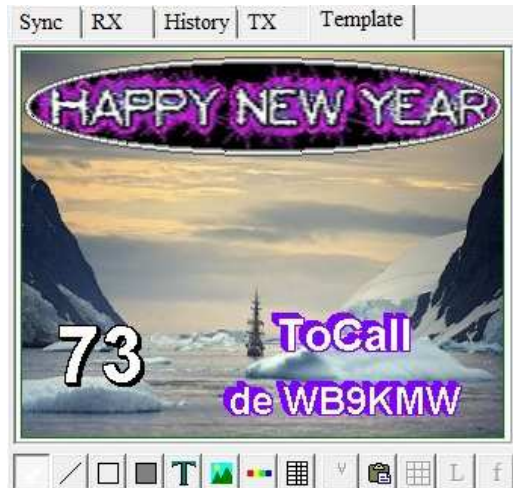 Sync RX History TX Template
HAPPY NEW YEAR
73
ToCall
de WB9KMW
T L f